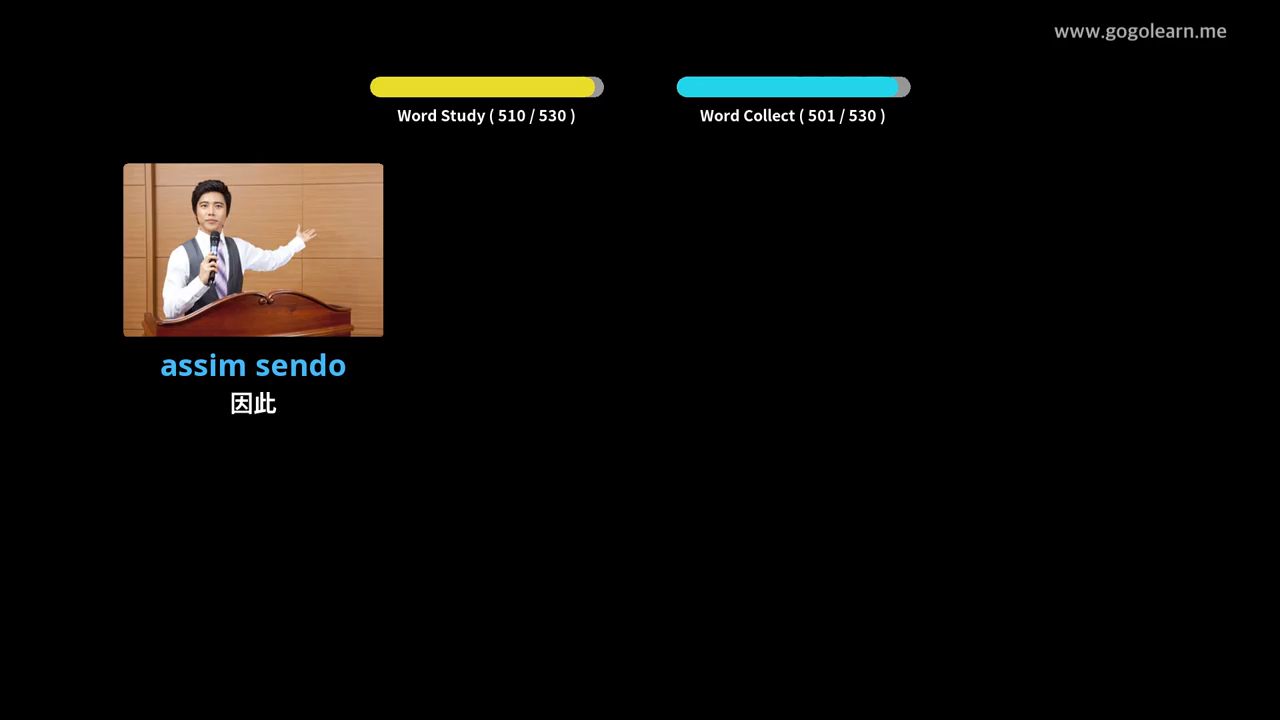 www.gogolearn.me
Word Study ( 510 / 530 )
Word Collect ( 501 / 530 )
assim sendo
因此